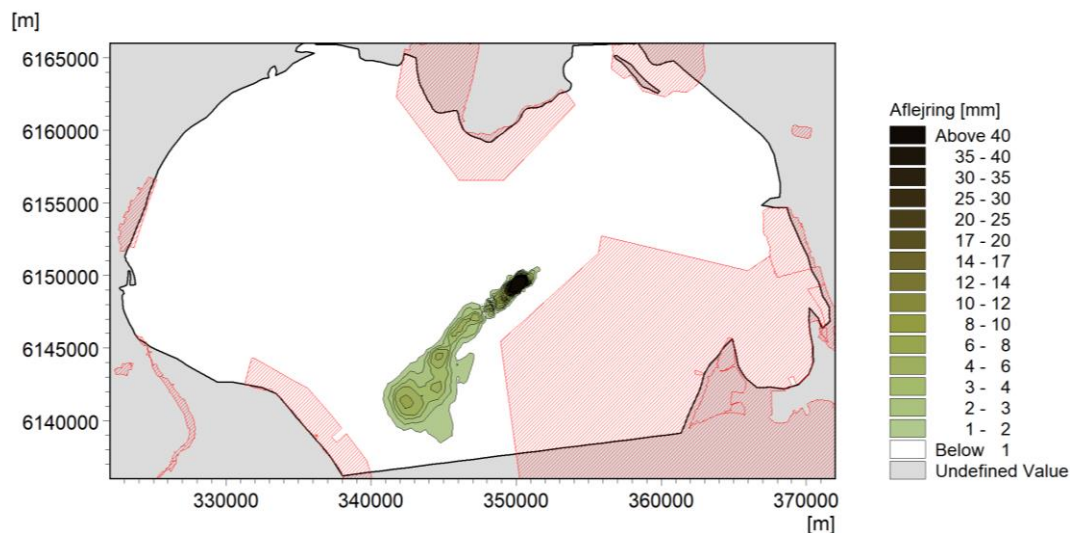 [m]
6165000
6160000
6155000
6150000
6145000
6140000
330000 340000 350000 360000 370000
[m]
Aflejring [mm]
Above 40
35 - 40
30 - 35
25 - 30
20 - 25
17 - 20
14 - 17
12 - 14
10 - 12
8 - 10
6 - 8
4 - 6
3 - 4
2 - 3
1 - 2
Below 1
Undefined Value